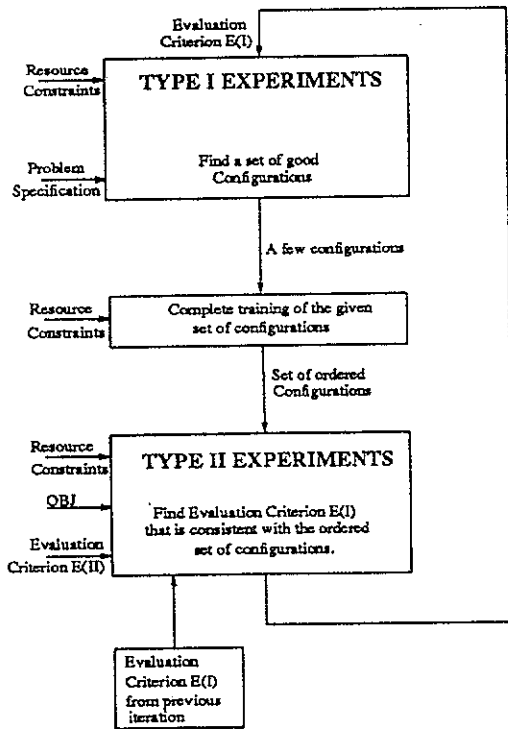 Evaluation
Criterion E(I)
TYPE I EXPERIMENTS
Resource
Constraints
Find a set of good
Configurations
Problem
Specification
A few configurations
Resource
Constraints
Complete training of the given
set of configurations
Set of ordered
Configurations
TYPE II EXPERIMENTS
Resource
Constraints
OBJ
Find Evaluation Criterion E(I)
that is consistent with the ordered
set of configurations.
Evaluation
Criterion E(II)
Evaluation
Criterion E(I)
from previous
iteration